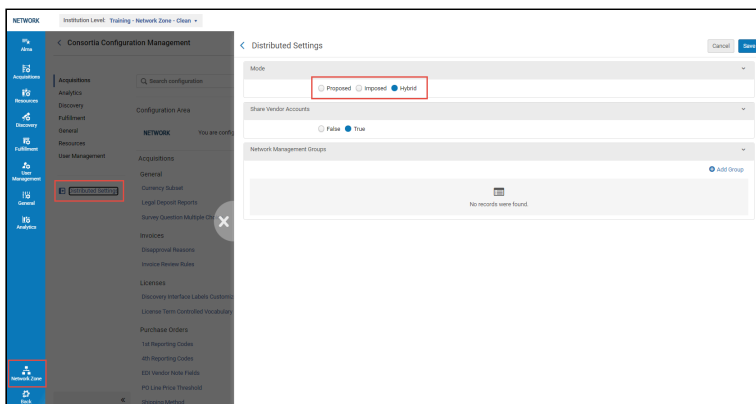 NETWORK
Institution Level: Training - Network Zone - Clean
Alma
Acquisitions
Resources
Discovery
Fulfillment
User
Management
General
Analytics
Network Zone
Back
Consortia Configuration Management
Acquisitions
Analytics
Discovery
Fulfillment
General
Resources
User Management
Distributed Settings
Search configuration
Configuration Area
NETWORK You are config
Acquisitions
General
Currency Subset
Legal Deposit Reports
Survey Question Multiple Cho
Invoices
Disapproval Reasons
Invoice Review Rules
Licenses
Discovery Interface Labels Customiz
License Term Controlled Vocabulary
Purchase Orders
1st Reporting Codes
4th Reporting Codes
EDI Vendor Note Fields
PO Line Price Threshold
Shipping Method
Distributed Settings
Cancel
Save
Mode
Proposed Imposed Hybrid
Share Vendor Accounts
False True
Network Management Groups
Add Group
No records were found.